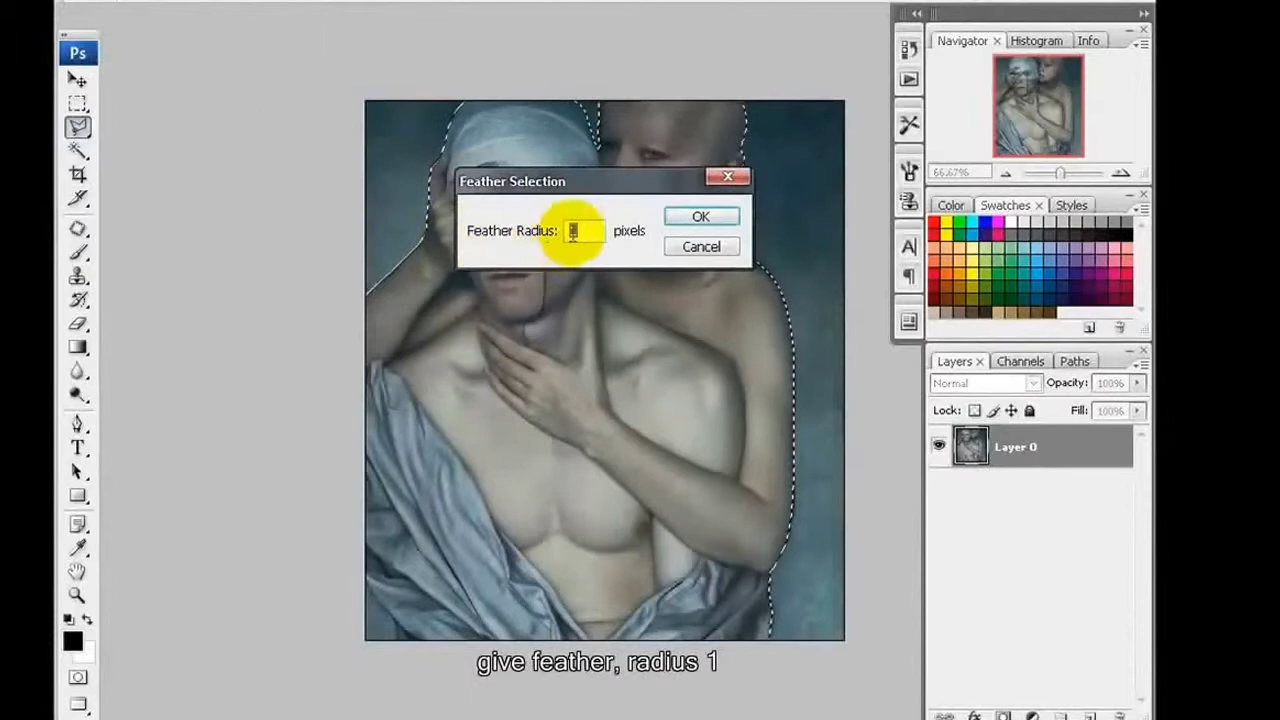 Ps
Navigator Histogram Info
66.67%
Color Swatches Styles
Feather Selection
Feather Radius: pixels
OK
Cancel
Layers Channels Paths
Normal Opacity: 100%
Lock: Fill: 100%
Layer 0
give feather, radius 1